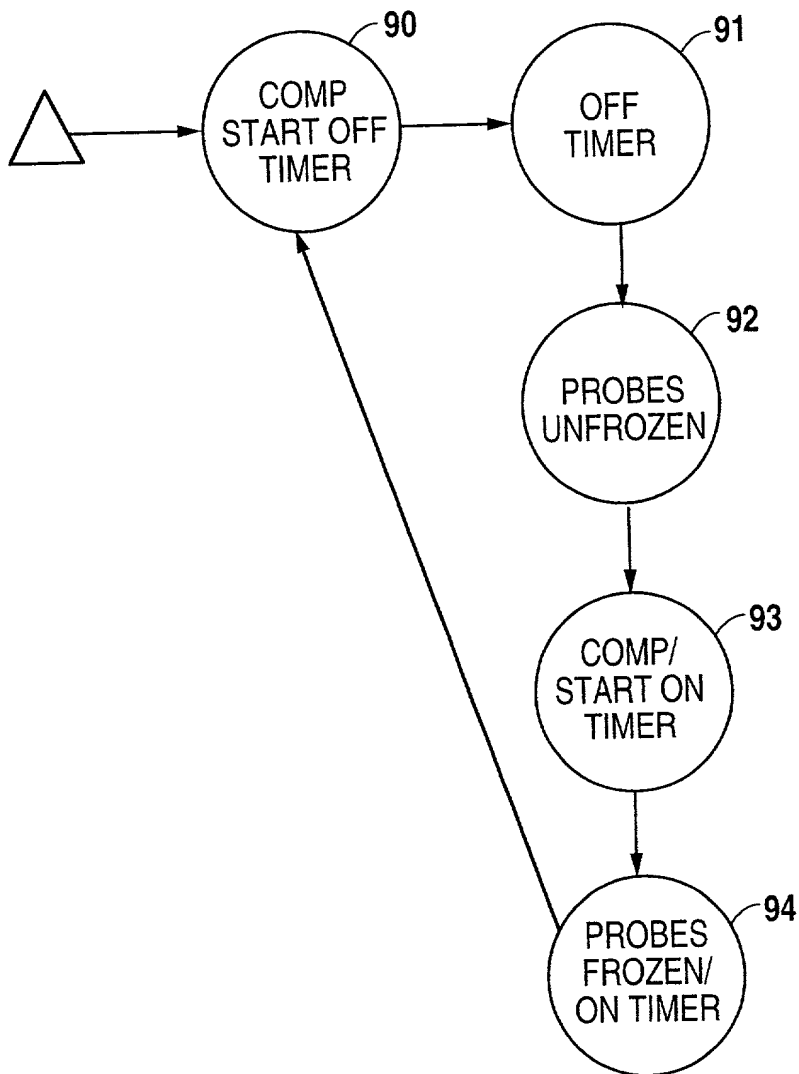 90
COMP
START OFF
TIMER
91
OFF
TIMER
92
PROBES
UNFROZEN
93
COMP/
START ON
TIMER
94
PROBES
FROZEN/
ON TIMER